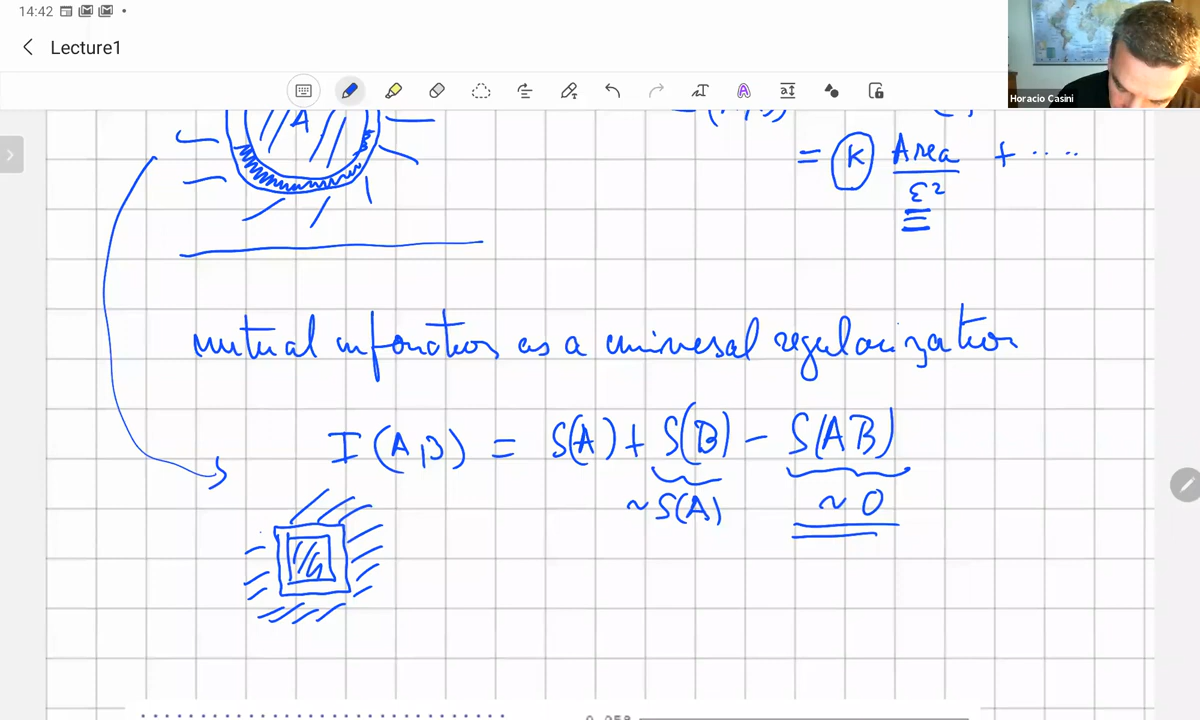 14:42
Lecture1
Horacio Casini
A
= K Area/ε² + ....
mutual information as a universal regularization
I(A,B) = S(A) + S(B) − S(AB)
~ S(A) ~ 0